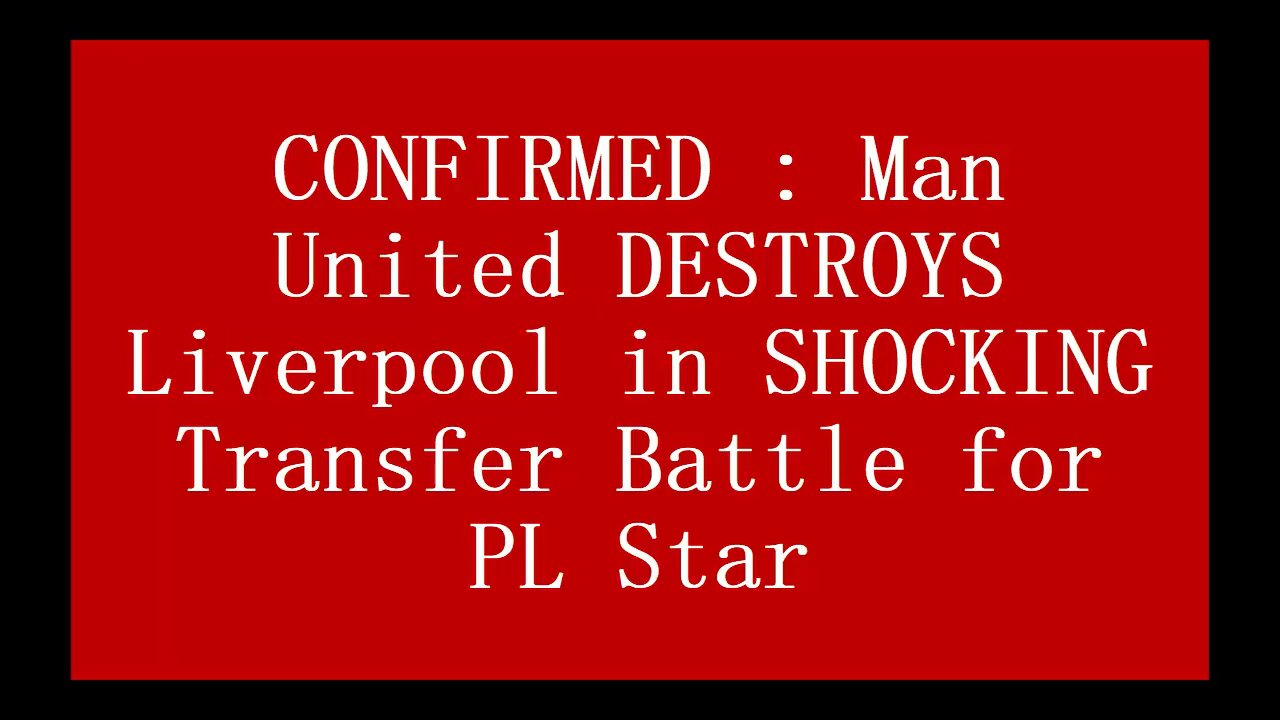 CONFIRMED : Man
United DESTROYS
Liverpool in SHOCKING
Transfer Battle for
PL Star